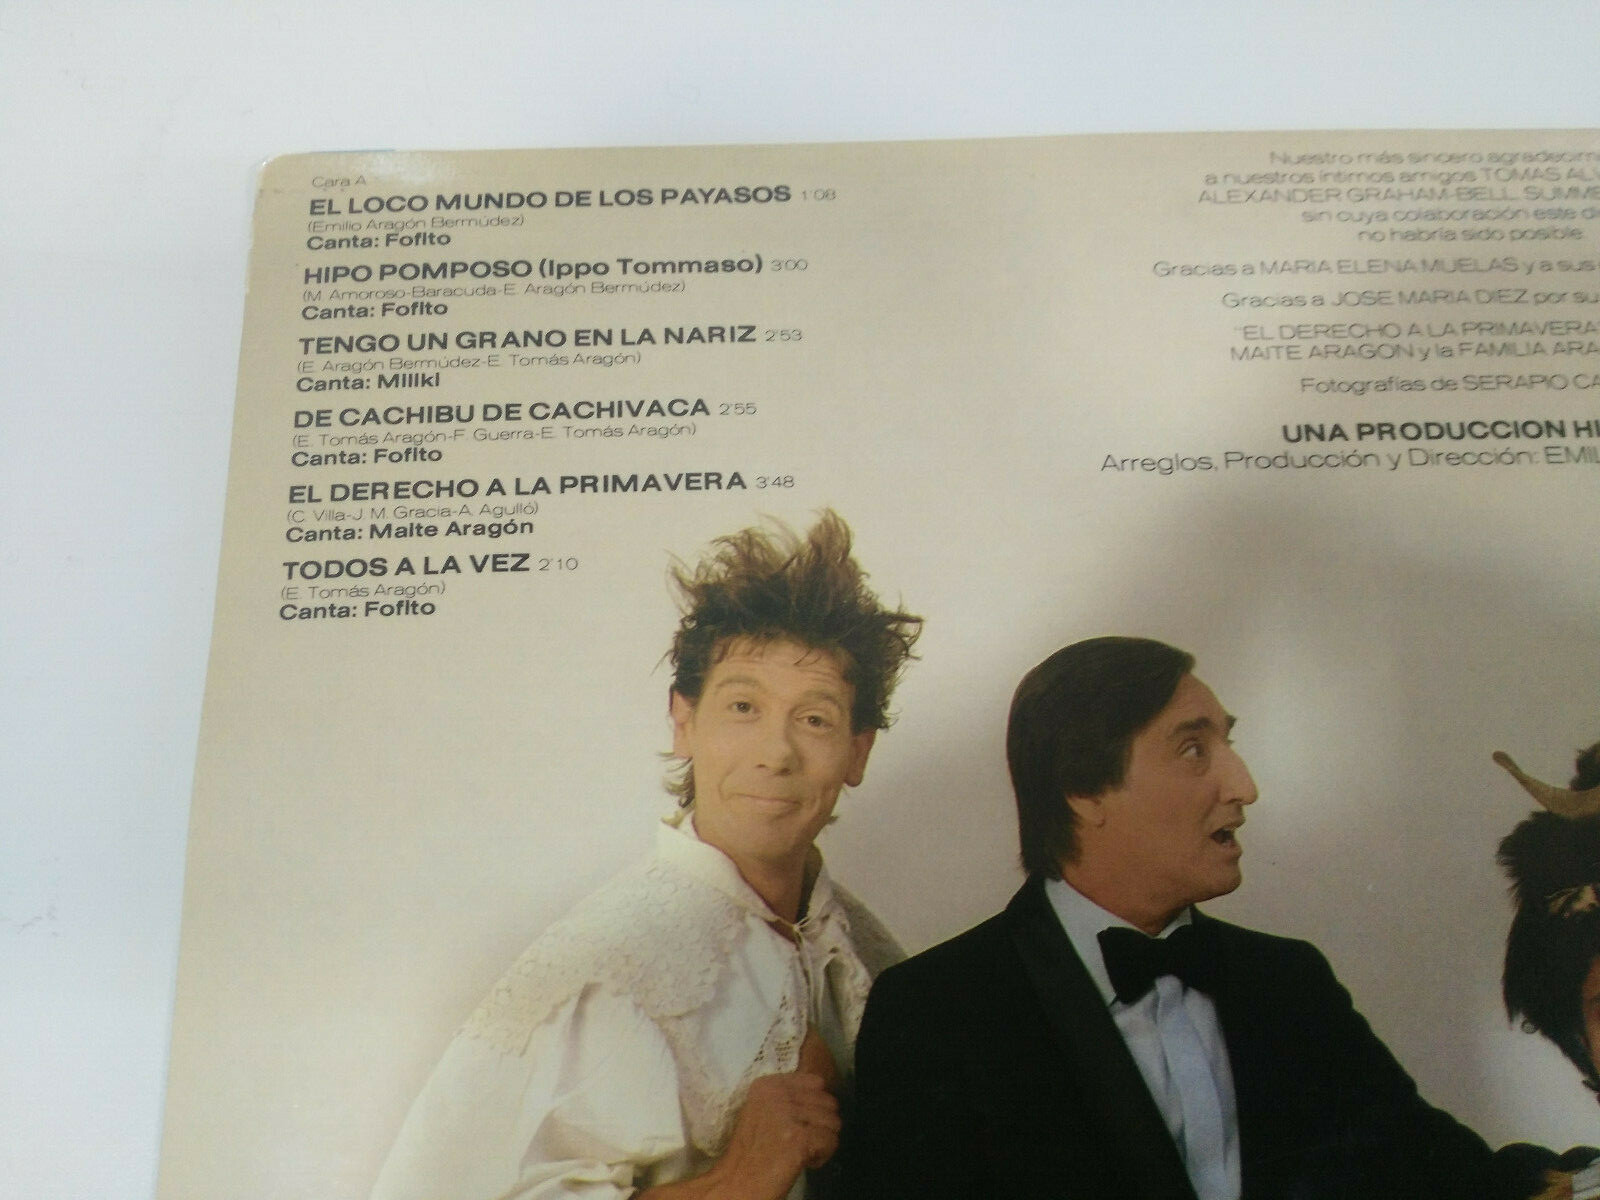 Cara A
EL LOCO MUNDO DE LOS PAYASOS 1'08
(Emilio Aragón Bermúdez)
Canta: Fofito
HIPO POMPOSO (Ippo Tommaso) 3'00
(M. Amoroso-Baracuda-E. Aragón Bermúdez)
Canta: Fofito
TENGO UN GRANO EN LA NARIZ 2'53
(E. Aragón Bermúdez-E. Tomás Aragón)
Canta: Miliki
DE CACHIBU DE CACHIVACA 2'55
(E. Tomás Aragón-F. Guerra-E. Tomás Aragón)
Canta: Fofito
EL DERECHO A LA PRIMAVERA 3'48
(C. Villa-J. M. Gracia-A. Agulló)
Canta: Maite Aragón
TODOS A LA VEZ 2'10
(E. Tomás Aragón)
Canta: Fofito
Nuestro más sincero
a nuestros íntimos amigos TOMAS
ALEXANDER GRAHAM-BELL,
sin cuya colaboración este
no habría sido posible.
Gracias a MARIA ELENA MUELAS y a sus
Gracias a JOSE MARIA DIEZ por su
"EL DERECHO A LA PRIMAVERA"
MAITE ARAGON y la FAMILIA
Fotografías de SERAPIO
UNA PRODUCCION
Arreglos, Producción y Dirección: